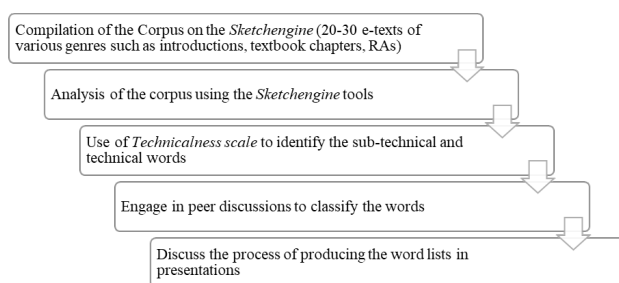 Compilation of the Corpus on the Sketchengine (20-30 e-texts of
various genres such as introductions, textbook chapters, RAs)
Analysis of the corpus using the Sketchengine tools
Use of Technicalness scale to identify the sub-technical and
technical words
Engage in peer discussions to classify the words
Discuss the process of producing the word lists in
presentations